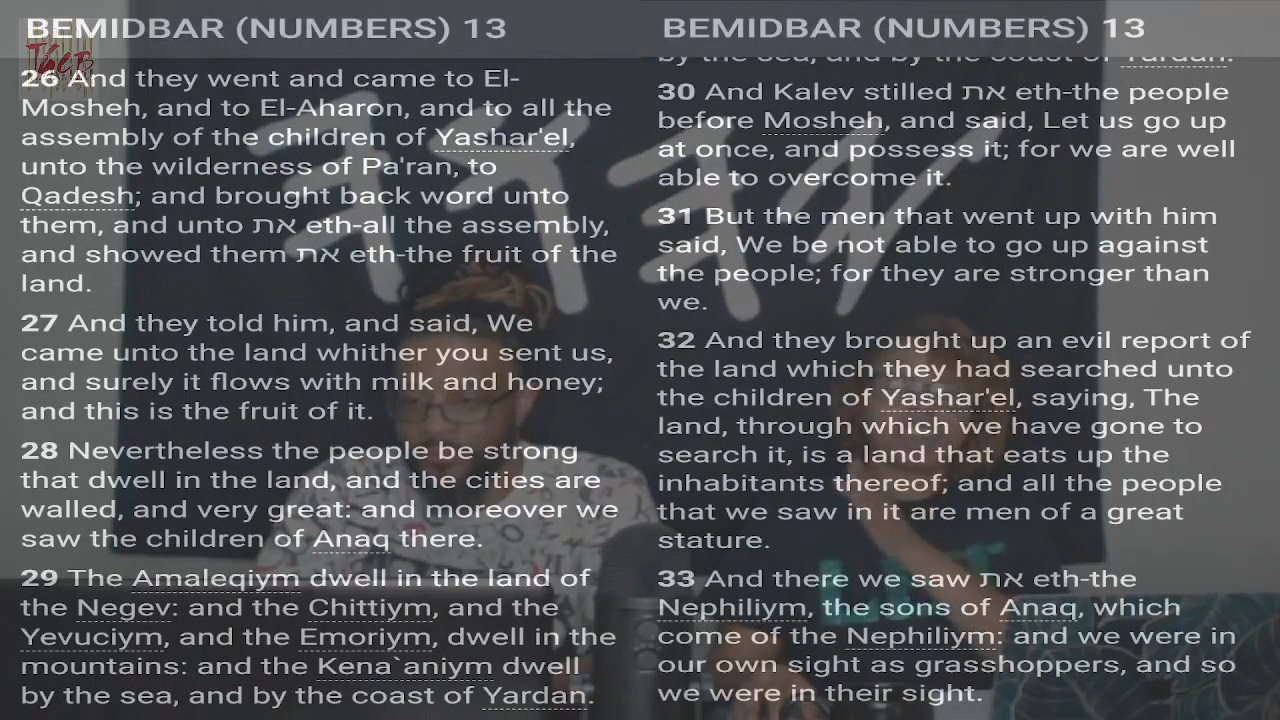 BEMIDBAR (NUMBERS) 13
26 And they went and came to El-
Mosheh, and to El-Aharon, and to all the
assembly of the children of Yashar'el,
unto the wilderness of Pa'ran, to
Qadesh; and brought back word unto
them, and unto את eth-all the assembly,
and showed them את eth-the fruit of the
land.
27 And they told him, and said, We
came unto the land whither you sent us,
and surely it flows with milk and honey;
and this is the fruit of it.
28 Nevertheless the people be strong
that dwell in the land, and the cities are
walled, and very great: and moreover we
saw the children of Anaq there.
29 The Amaleqiym dwell in the land of
the Negev: and the Chittiym, and the
Yevuciym, and the Emoriym, dwell in the
mountains: and the Kena`aniym dwell
by the sea, and by the coast of Yardan.
BEMIDBAR (NUMBERS) 13
by the sea, and by the coast of Yardan.
30 And Kalev stilled את eth-the people
before Mosheh, and said, Let us go up
at once, and possess it; for we are well
able to overcome it.
31 But the men that went up with him
said, We be not able to go up against
the people; for they are stronger than
we.
32 And they brought up an evil report of
the land which they had searched unto
the children of Yashar'el, saying, The
land, through which we have gone to
search it, is a land that eats up the
inhabitants thereof; and all the people
that we saw in it are men of a great
stature.
33 And there we saw את eth-the
Nephiliym, the sons of Anaq, which
come of the Nephiliym: and we were in
our own sight as grasshoppers, and so
we were in their sight.